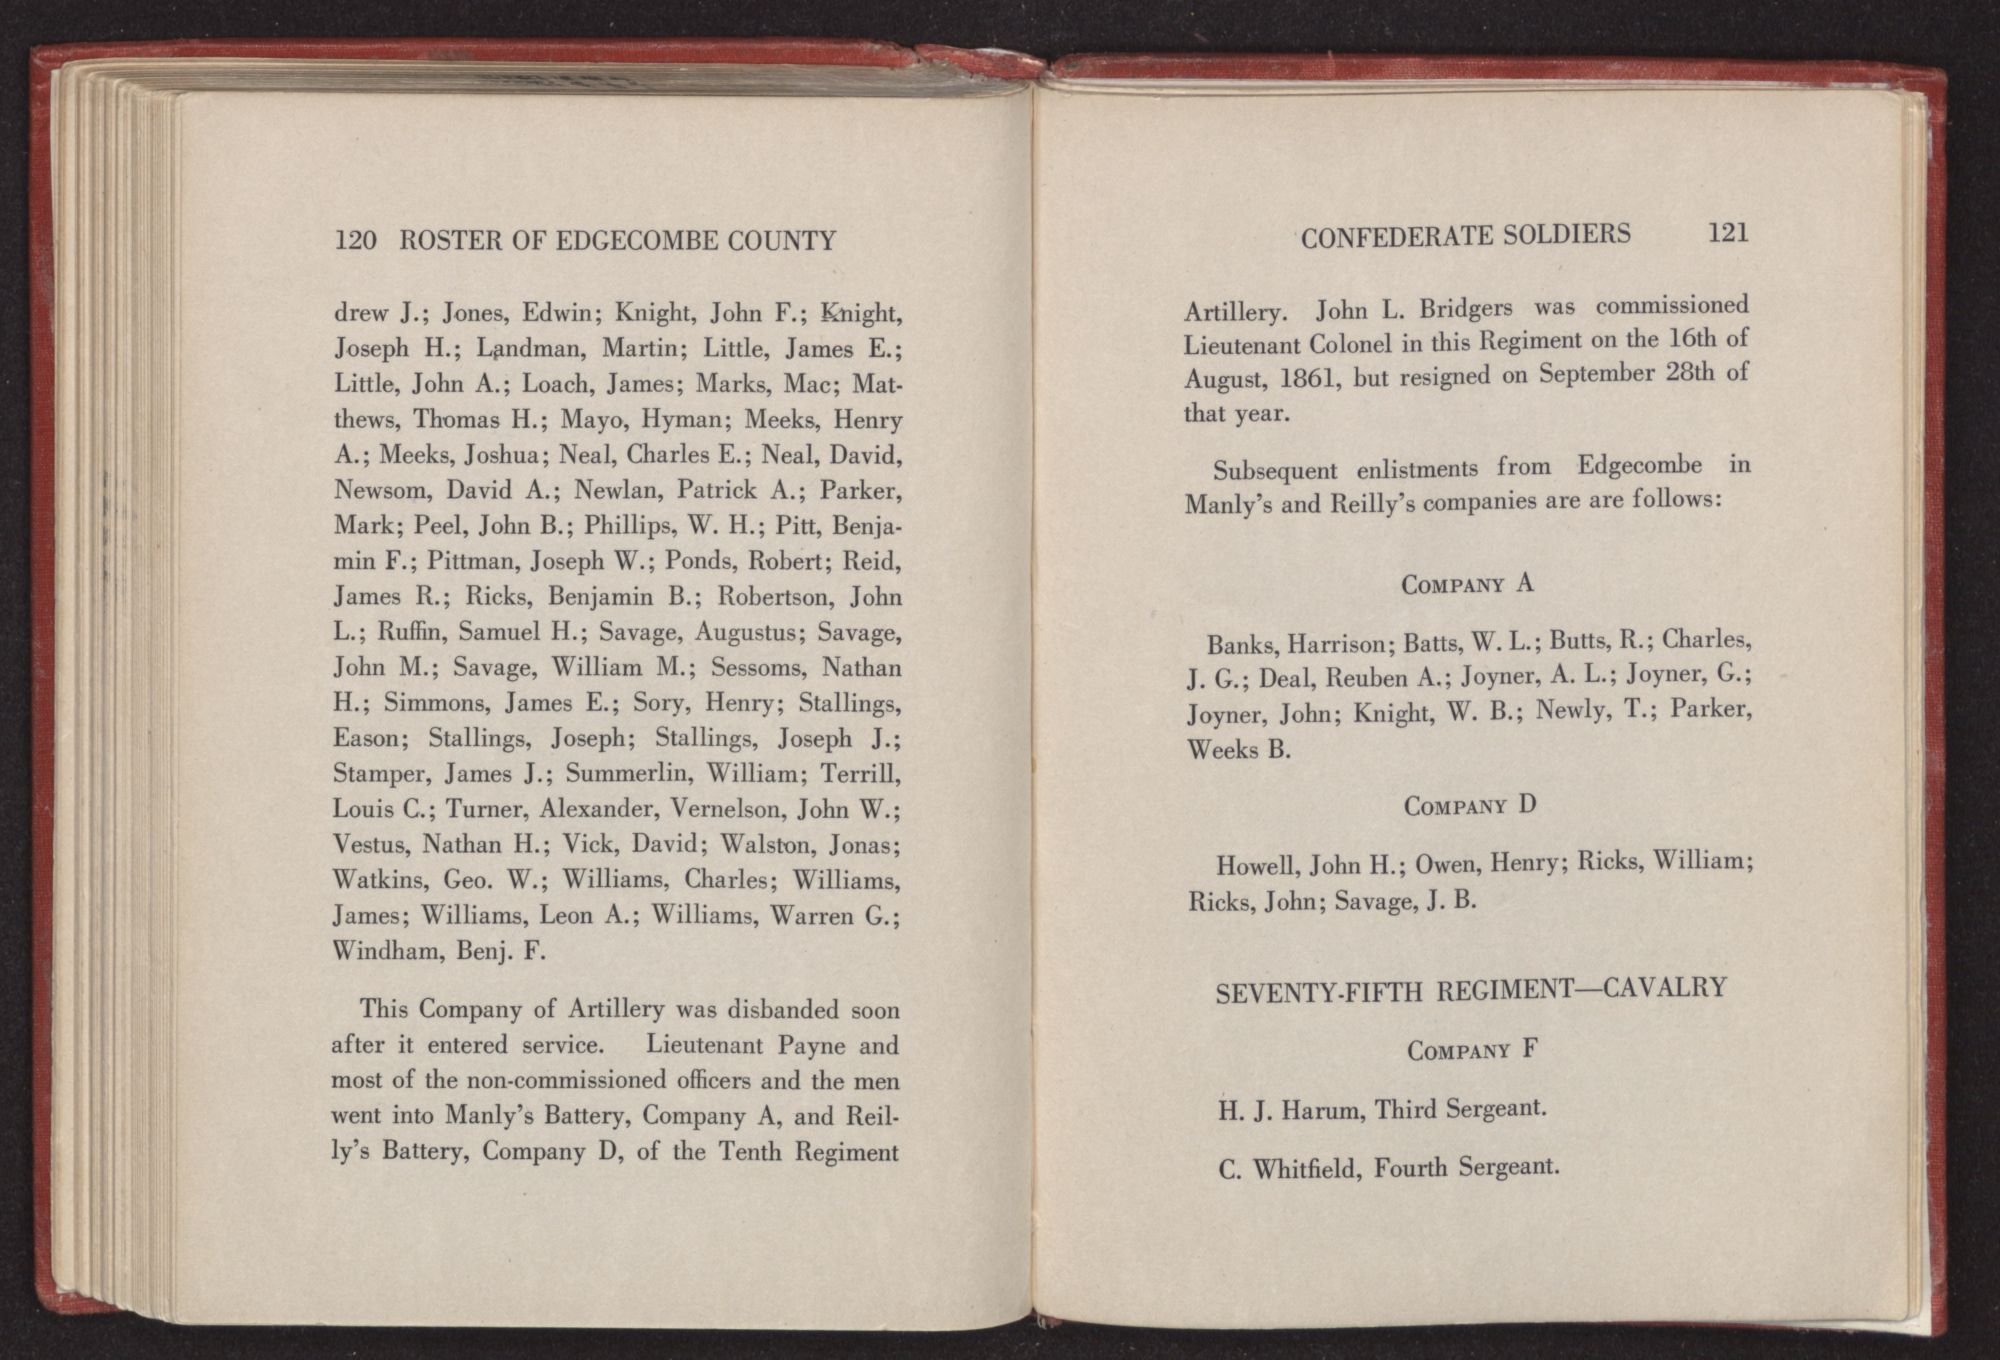 120 ROSTER OF EDGECOMBE COUNTY
drew J.; Jones, Edwin; Knight, John F.; Knight,
Joseph H.; Landman, Martin; Little, James E.;
Little, John A.; Loach, James; Marks, Mac; Mat-
thews, Thomas H.; Mayo, Hyman; Meeks, Henry
A.; Meeks, Joshua; Neal, Charles E.; Neal, David,
Newsom, David A.; Newlan, Patrick A.; Parker,
Mark; Peel, John B.; Phillips, W. H.; Pitt, Benja-
min F.; Pittman, Joseph W.; Ponds, Robert; Reid,
James R.; Ricks, Benjamin B.; Robertson, John
L.; Ruffin, Samuel H.; Savage, Augustus; Savage,
John M.; Savage, William M.; Sessoms, Nathan
H.; Simmons, James E.; Sory, Henry; Stallings,
Eason; Stallings, Joseph; Stallings, Joseph J.;
Stamper, James J.; Summerlin, William; Terrill,
Louis C.; Turner, Alexander, Vernelson, John W.;
Vestus, Nathan H.; Vick, David; Walston, Jonas;
Watkins, Geo. W.; Williams, Charles; Williams,
James; Williams, Leon A.; Williams, Warren G.;
Windham, Benj. F.
This Company of Artillery was disbanded soon
after it entered service. Lieutenant Payne and
most of the non-commissioned officers and the men
went into Manly's Battery, Company A, and Reil-
ly's Battery, Company D, of the Tenth Regiment
CONFEDERATE SOLDIERS 121
Artillery. John L. Bridgers was commissioned
Lieutenant Colonel in this Regiment on the 16th of
August, 1861, but resigned on September 28th of
that year.
Subsequent enlistments from Edgecombe in
Manly's and Reilly's companies are are follows:
COMPANY A
Banks, Harrison; Batts, W. L.; Butts, R.; Charles,
J. G.; Deal, Reuben A.; Joyner, A. L.; Joyner, G.;
Joyner, John; Knight, W. B.; Newly, T.; Parker,
Weeks B.
COMPANY D
Howell, John H.; Owen, Henry; Ricks, William;
Ricks, John; Savage, J. B.
SEVENTY-FIFTH REGIMENT—CAVALRY
COMPANY F
H. J. Harum, Third Sergeant.
C. Whitfield, Fourth Sergeant.